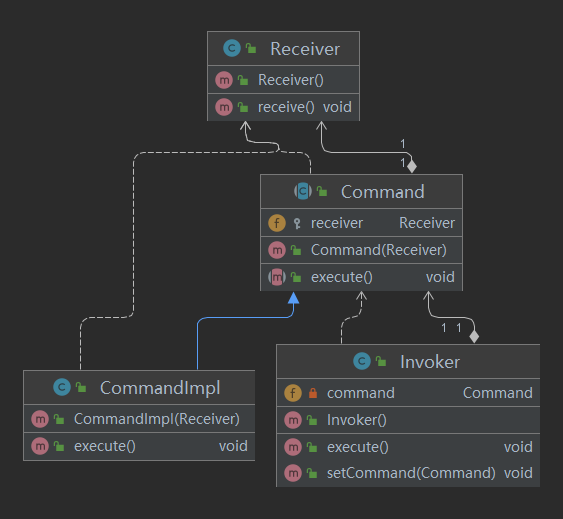 Receiver
Receiver()
receive() void
1
1
Command
receiver Receiver
Command(Receiver)
execute() void
1 1
CommandImpl
CommandImpl(Receiver)
execute() void
Invoker
command Command
Invoker()
execute() void
setCommand(Command) void